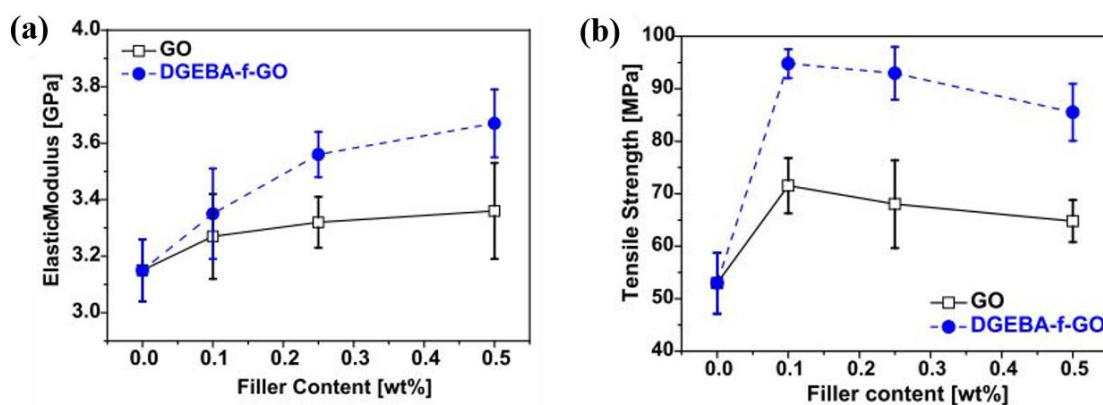 (a)
4.0
3.8
3.6
3.4
3.2
3.0
ElasticModulus [GPa]
GO
DGEBA-f-GO
0.0 0.1 0.2 0.3 0.4 0.5
Filler Content [wt%]
(b)
100
90
80
70
60
50
40
Tensile Strength [MPa]
GO
DGEBA-f-GO
0.0 0.1 0.2 0.3 0.4 0.5
Filler content [wt%]